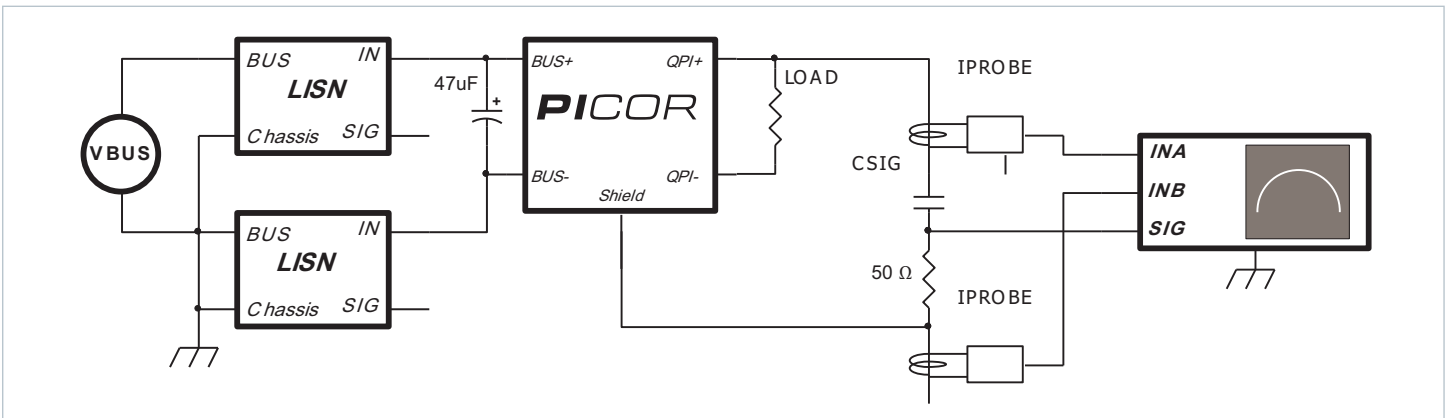 BUS
IN
LISN
Chassis
SIG
VBUS
BUS
IN
LISN
Chassis
SIG
47uF
+
BUS+
QPI+
PICOR
BUS-
QPI-
Shield
LOAD
IPROBE
CSIG
50 Ω
IPROBE
INA
INB
SIG